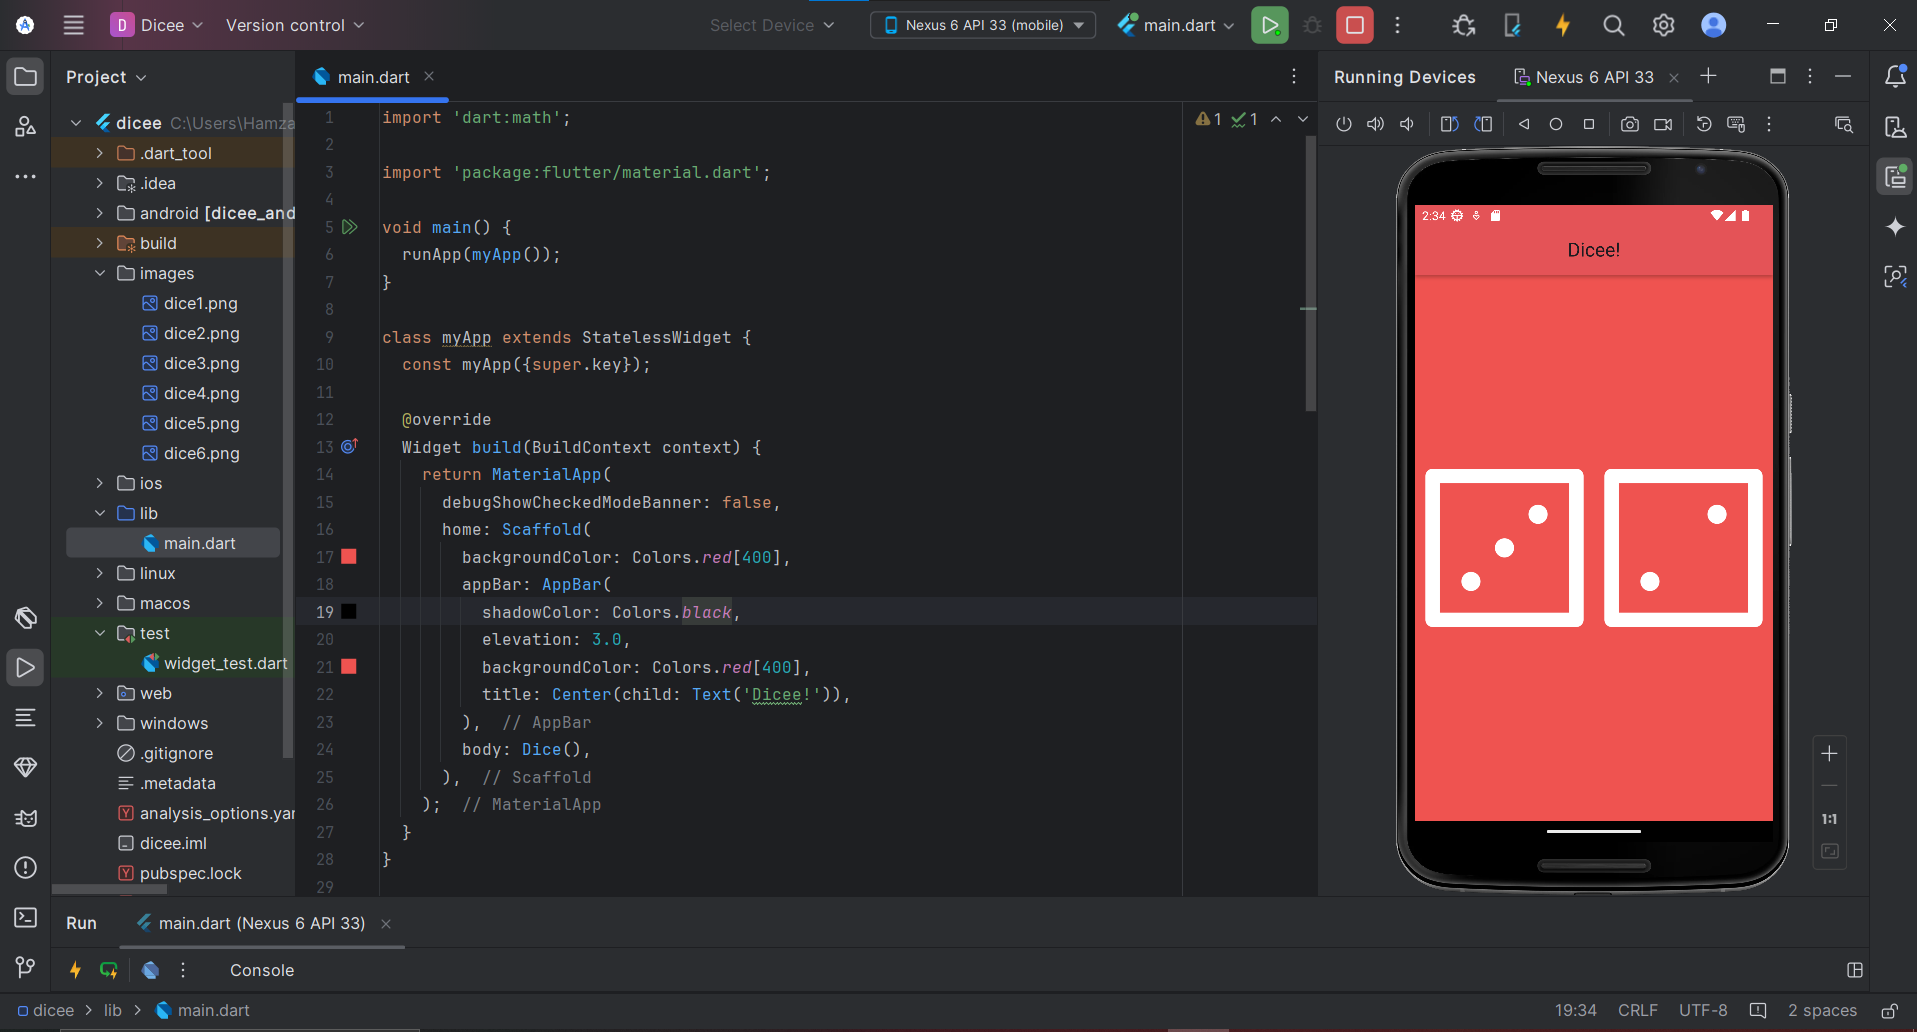 D Dicee Version control Select Device Nexus 6 API 33 (mobile) main.dart
Project
dicee C:\Users\Hamza
.dart_tool
.idea
android [dicee_and
build
images
dice1.png
dice2.png
dice3.png
dice4.png
dice5.png
dice6.png
ios
lib
main.dart
linux
macos
test
widget_test.dart
web
windows
.gitignore
.metadata
analysis_options.yar
dicee.iml
pubspec.lock
main.dart
1 1
1 import 'dart:math';
2
3 import 'package:flutter/material.dart';
4
5 void main() {
6 runApp(myApp());
7 }
8
9 class myApp extends StatelessWidget {
10 const myApp({super.key});
11
12 @override
13 Widget build(BuildContext context) {
14 return MaterialApp(
15 debugShowCheckedModeBanner: false,
16 home: Scaffold(
17 backgroundColor: Colors.red[400],
18 appBar: AppBar(
19 shadowColor: Colors.black,
20 elevation: 3.0,
21 backgroundColor: Colors.red[400],
22 title: Center(child: Text('Dicee!')),
23 ), // AppBar
24 body: Dice(),
25 ), // Scaffold
26 ); // MaterialApp
27 }
28 }
29
Running Devices Nexus 6 API 33
2:34
Dicee!
1:1
Run main.dart (Nexus 6 API 33)
Console
dicee > lib > main.dart
19:34 CRLF UTF-8 2 spaces